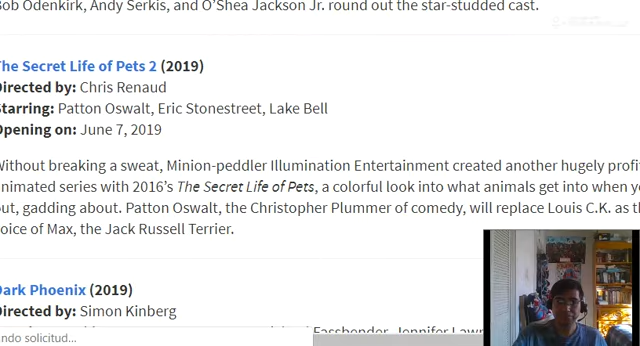 Bob Odenkirk, Andy Serkis, and O'Shea Jackson Jr. round out the star-studded cast.
The Secret Life of Pets 2 (2019)
Directed by: Chris Renaud
Starring: Patton Oswalt, Eric Stonestreet, Lake Bell
Opening on: June 7, 2019
Without breaking a sweat, Minion-peddler Illumination Entertainment created another hugely profi
animated series with 2016's The Secret Life of Pets, a colorful look into what animals get into when y
out, gadding about. Patton Oswalt, the Christopher Plummer of comedy, will replace Louis C.K. as th
voice of Max, the Jack Russell Terrier.
Dark Phoenix (2019)
Directed by: Simon Kinberg
Fassbender, Jennifer Lawr
ndo solicitud...